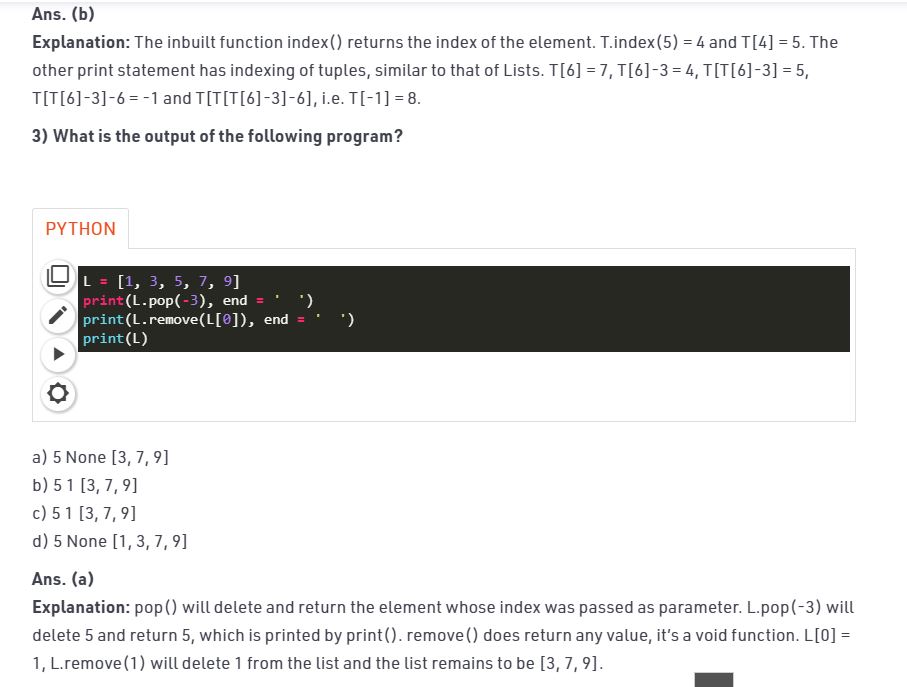 Ans. (b)
Explanation: The inbuilt function index() returns the index of the element. T.index(5) = 4 and T[4] = 5. The
other print statement has indexing of tuples, similar to that of Lists. T[6] = 7, T[6]-3 = 4, T[T[6]-3] = 5,
T[T[6]-3]-6 = -1 and T[T[T[6]-3]-6], i.e. T[-1] = 8.
3) What is the output of the following program?
PYTHON
L = [1, 3, 5, 7, 9]
print(L.pop(-3), end = '  ')
print(L.remove(L[0]), end = '  ')
print(L)
a) 5 None [3, 7, 9]
b) 5 1 [3, 7, 9]
c) 5 1 [3, 7, 9]
d) 5 None [1, 3, 7, 9]
Ans. (a)
Explanation: pop() will delete and return the element whose index was passed as parameter. L.pop(-3) will
delete 5 and return 5, which is printed by print(). remove() does return any value, it's a void function. L[0] =
1, L.remove(1) will delete 1 from the list and the list remains to be [3, 7, 9].